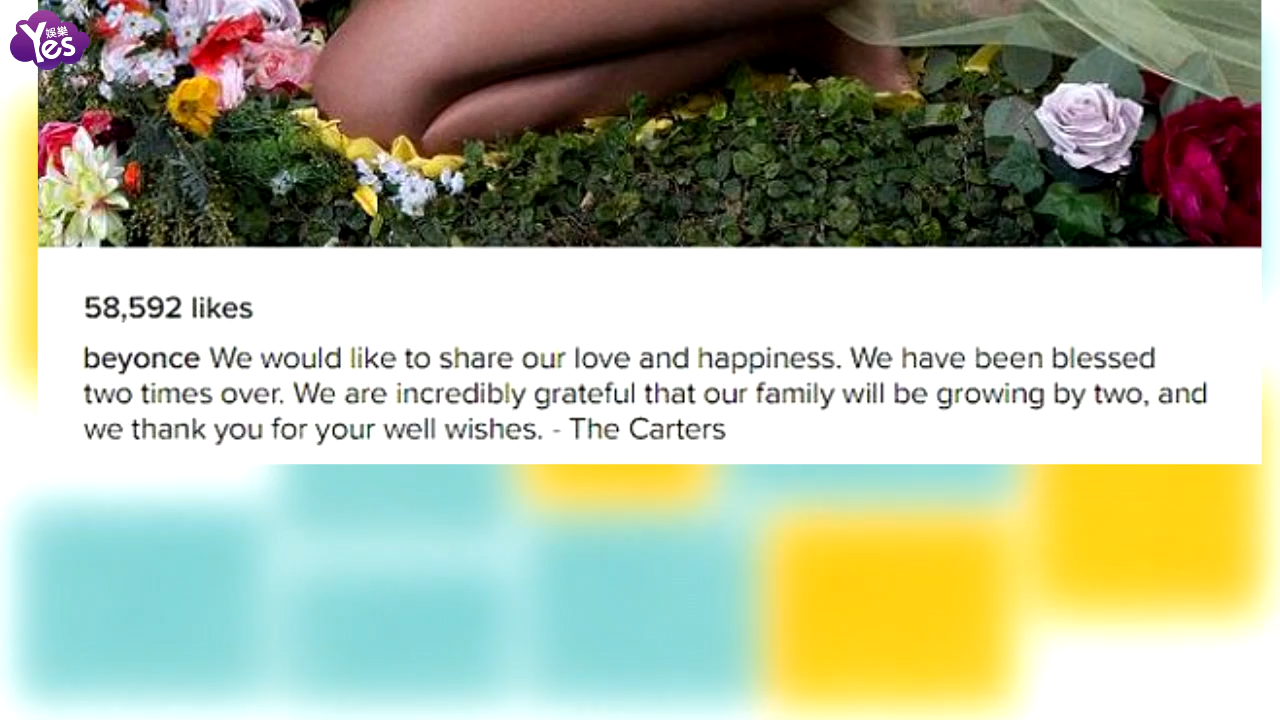 娛樂
Yes
58,592 likes
beyonce We would like to share our love and happiness. We have been blessed
two times over. We are incredibly grateful that our family will be growing by two, and
we thank you for your well wishes. - The Carters